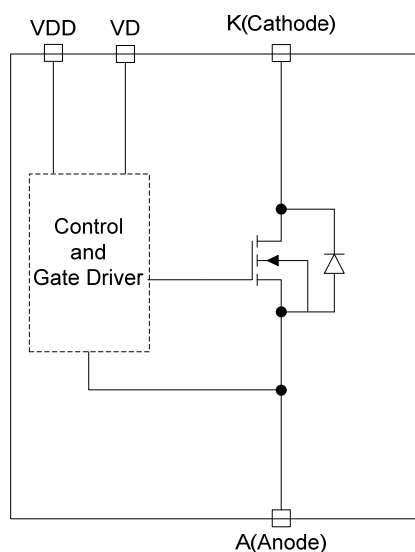 VDD VD K(Cathode)
Control
and
Gate Driver
A(Anode)